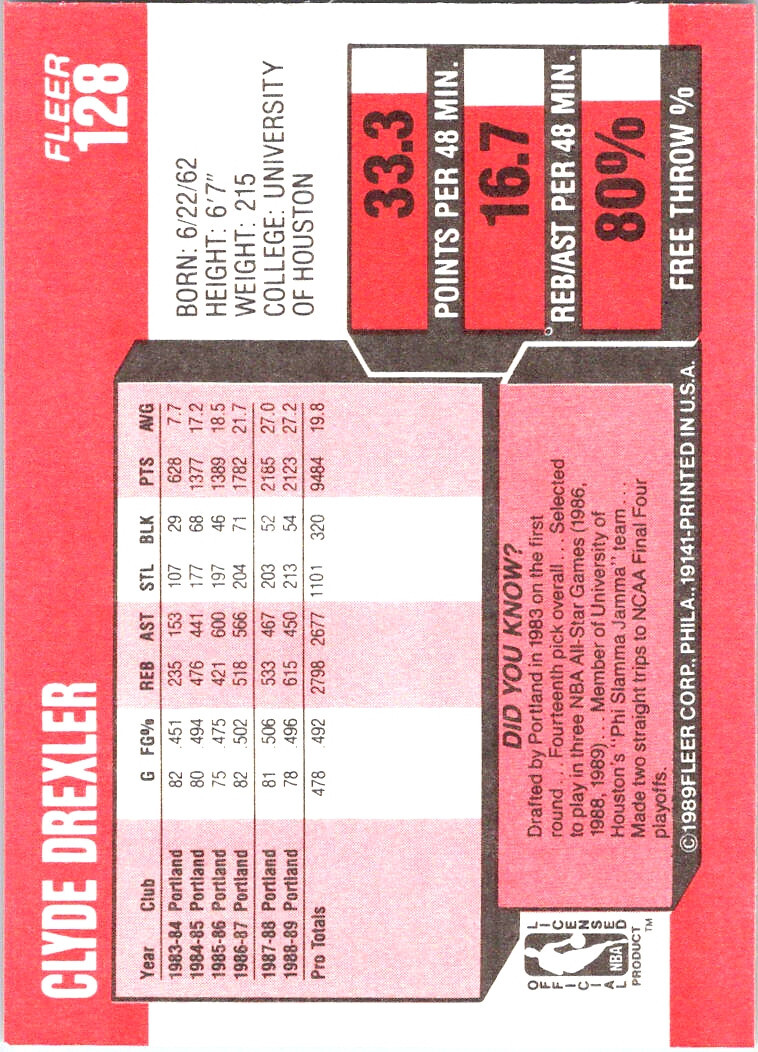 FLEER
128
CLYDE DREXLER
BORN: 6/22/62
HEIGHT: 6'7"
WEIGHT: 215
COLLEGE: UNIVERSITY
OF HOUSTON
Year Club G FG% REB AST STL BLK PTS AVG
1983-84 Portland 82 .451 235 153 107 29 628 7.7
1984-85 Portland 80 .494 476 441 177 68 1377 17.2
1985-86 Portland 75 .475 421 600 197 46 1389 18.5
1986-87 Portland 82 .502 518 566 204 71 1782 21.7
1987-88 Portland 81 .506 533 467 203 52 2185 27.0
1988-89 Portland 78 .496 615 450 213 54 2123 27.2
Pro Totals 478 .492 2798 2677 1101 320 9484 19.8
33.3
POINTS PER 48 MIN.
16.7
REB/AST PER 48 MIN.
80%
FREE THROW %
DID YOU KNOW?
Drafted by Portland in 1983 on the first
round... Fourteenth pick overall... Selected
to play in three NBA All-Star Games (1986,
1988, 1989)... Member of University of
Houston's "Phi Slamma Jamma" team...
Made two straight trips to NCAA Final Four
playoffs.
OFFICIAL LICENSED
NBA
PRODUCT™
©1989 FLEER CORP., PHILA., 19141-PRINTED IN U.S.A.